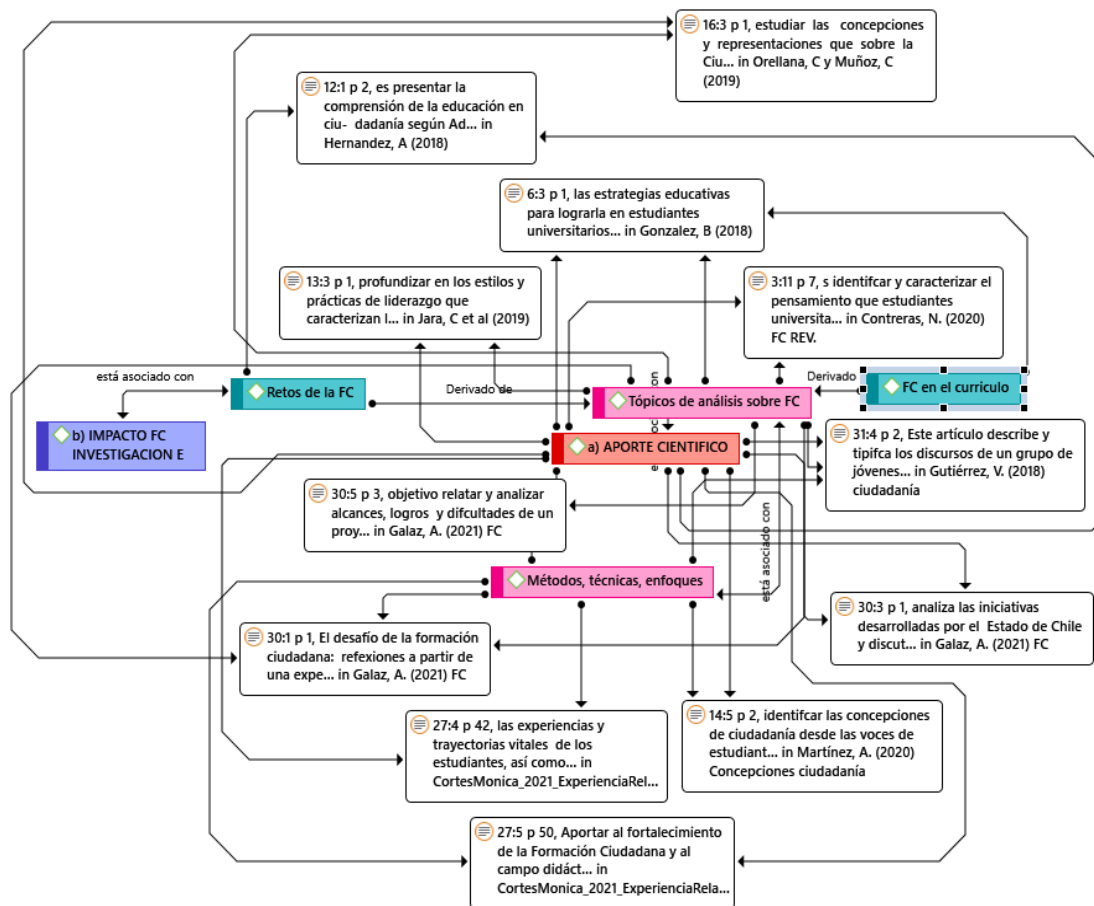 16:3 p 1, estudiar las concepciones
y representaciones que sobre la
Ciu... in Orellana, C y Muñoz, C
(2019)
12:1 p 2, es presentar la
comprensión de la educación en
ciu- dadanía según Ad... in
Hernandez, A (2018)
6:3 p 1, las estrategias educativas
para lograrla en estudiantes
universitarios... in Gonzalez, B (2018)
13:3 p 1, profundizar en los estilos y
prácticas de liderazgo que
caracterizan l... in Jara, C et al (2019)
3:11 p 7, s identifcar y caracterizar el
pensamiento que estudiantes
universita... in Contreras, N. (2020)
FC REV.
está asociado con
Retos de la FC
Derivado de
Tópicos de análisis sobre FC
Derivado
FC en el curriculo
b) IMPACTO FC
INVESTIGACION E
a) APORTE CIENTIFICO
31:4 p 2, Este artículo describe y
tipifca los discursos de un grupo de
jóvenes... in Gutiérrez, V. (2018)
ciudadanía
30:5 p 3, objetivo relatar y analizar
alcances, logros y difcultades de un
proy... in Galaz, A. (2021) FC
está asociado con
Métodos, técnicas, enfoques
30:3 p 1, analiza las iniciativas
desarrolladas por el Estado de Chile
y discut... in Galaz, A. (2021) FC
30:1 p 1, El desafío de la formación
ciudadana: refexiones a partir de
una expe... in Galaz, A. (2021) FC
27:4 p 42, las experiencias y
trayectorias vitales de los
estudiantes, así como... in
CortesMonica_2021_ExperienciaRel...
14:5 p 2, identifcar las concepciones
de ciudadanía desde las voces de
estudiant... in Martínez, A. (2020)
Concepciones ciudadanía
27:5 p 50, Aportar al fortalecimiento
de la Formación Ciudadana y al
campo didáct... in
CortesMonica_2021_ExperienciaRela...